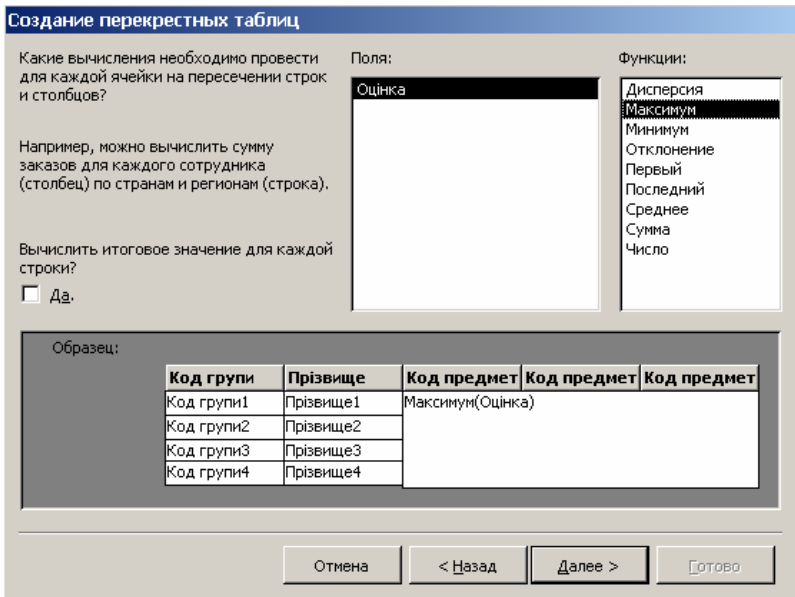 Создание перекрестных таблиц
Какие вычисления необходимо провести
для каждой ячейки на пересечении строк
и столбцов?
Например, можно вычислить сумму
заказов для каждого сотрудника
(столбец) по странам и регионам (строка).
Вычислить итоговое значение для каждой
строки?
Да.
Поля:
Оцінка
Функции:
Дисперсия
Максимум
Минимум
Отклонение
Первый
Последний
Среднее
Сумма
Число
Образец:
Код групи Прізвище Код предмет Код предмет Код предмет
Код групи1 Прізвище1 Максимум(Оцінка)
Код групи2 Прізвище2
Код групи3 Прізвище3
Код групи4 Прізвище4
Отмена < Назад Далее > Готово